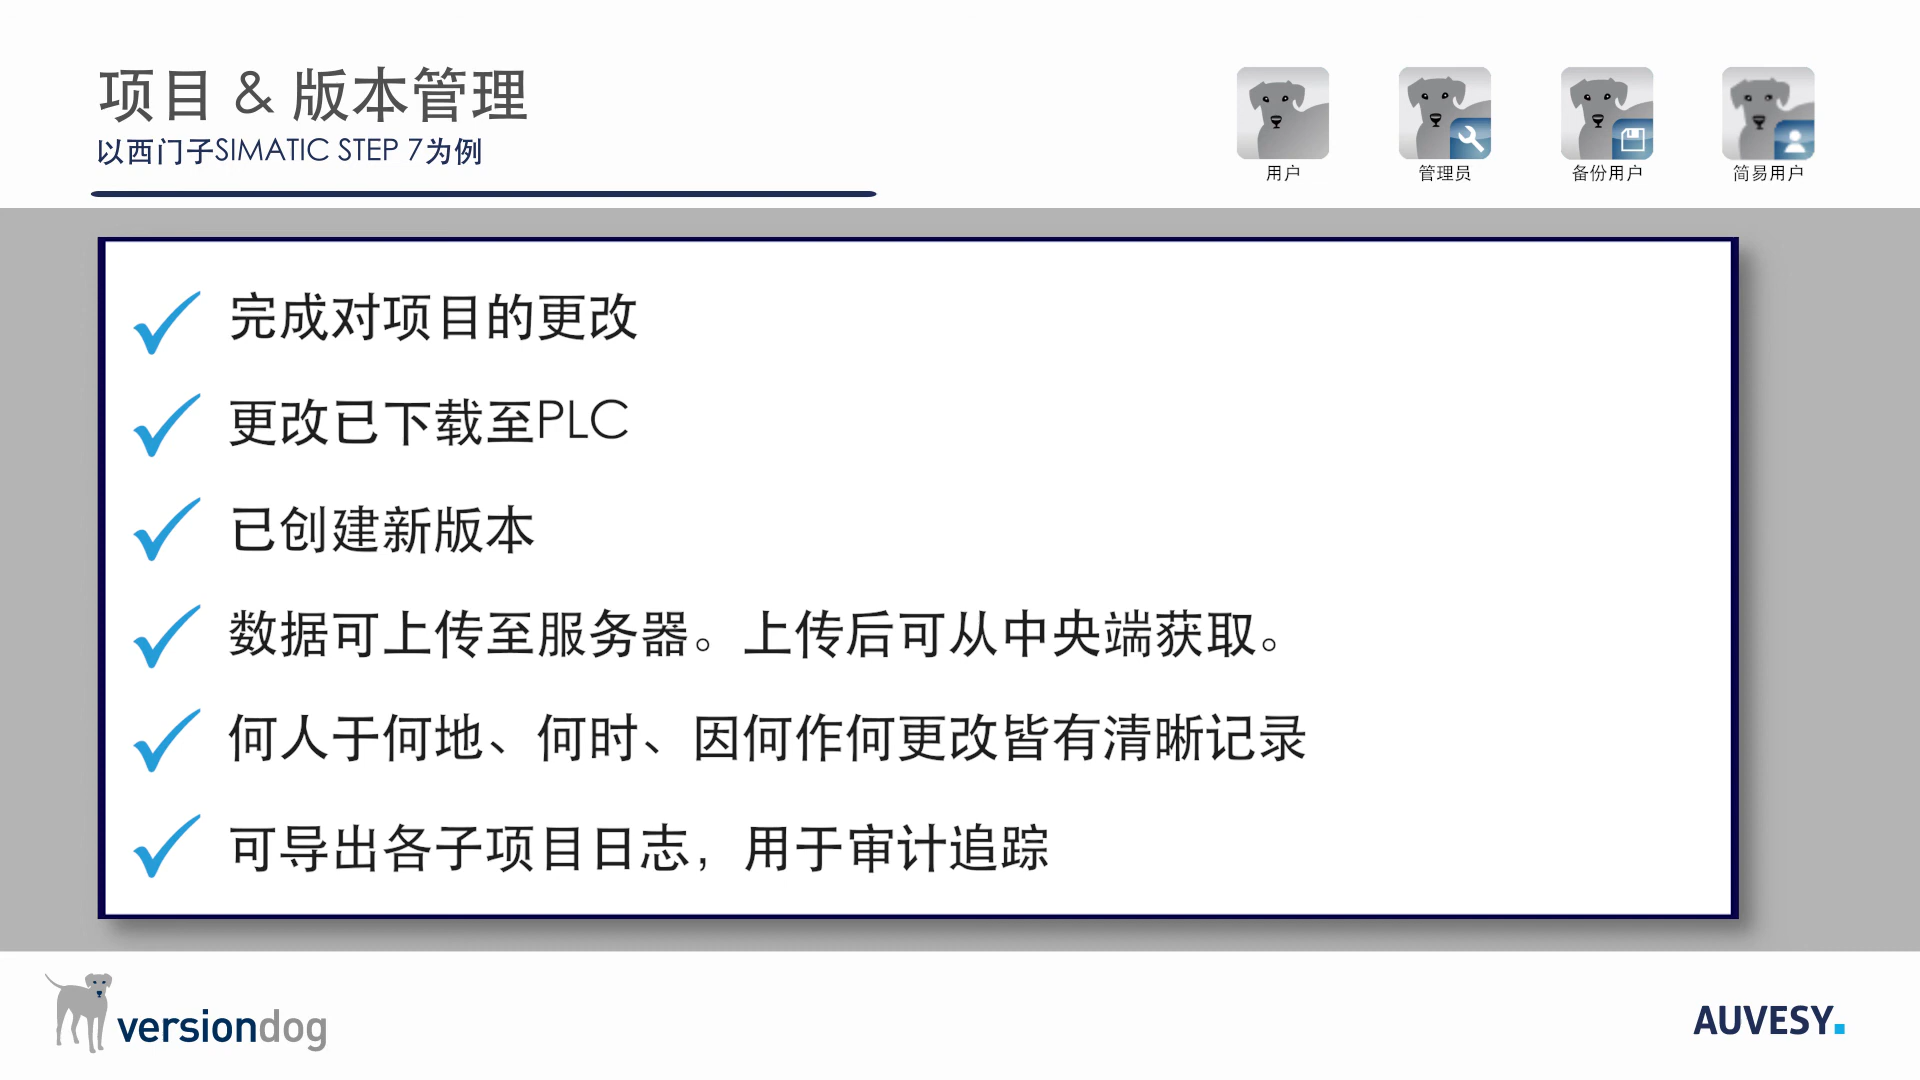 项目 & 版本管理
以西门子SIMATIC STEP 7为例
用户
管理员
备份用户
简易用户
完成对项目的更改
更改已下载至PLC
已创建新版本
数据可上传至服务器。上传后可从中央端获取。
何人于何地、何时、因何作何更改皆有清晰记录
可导出各子项目日志，用于审计追踪
versiondog
AUVESY.